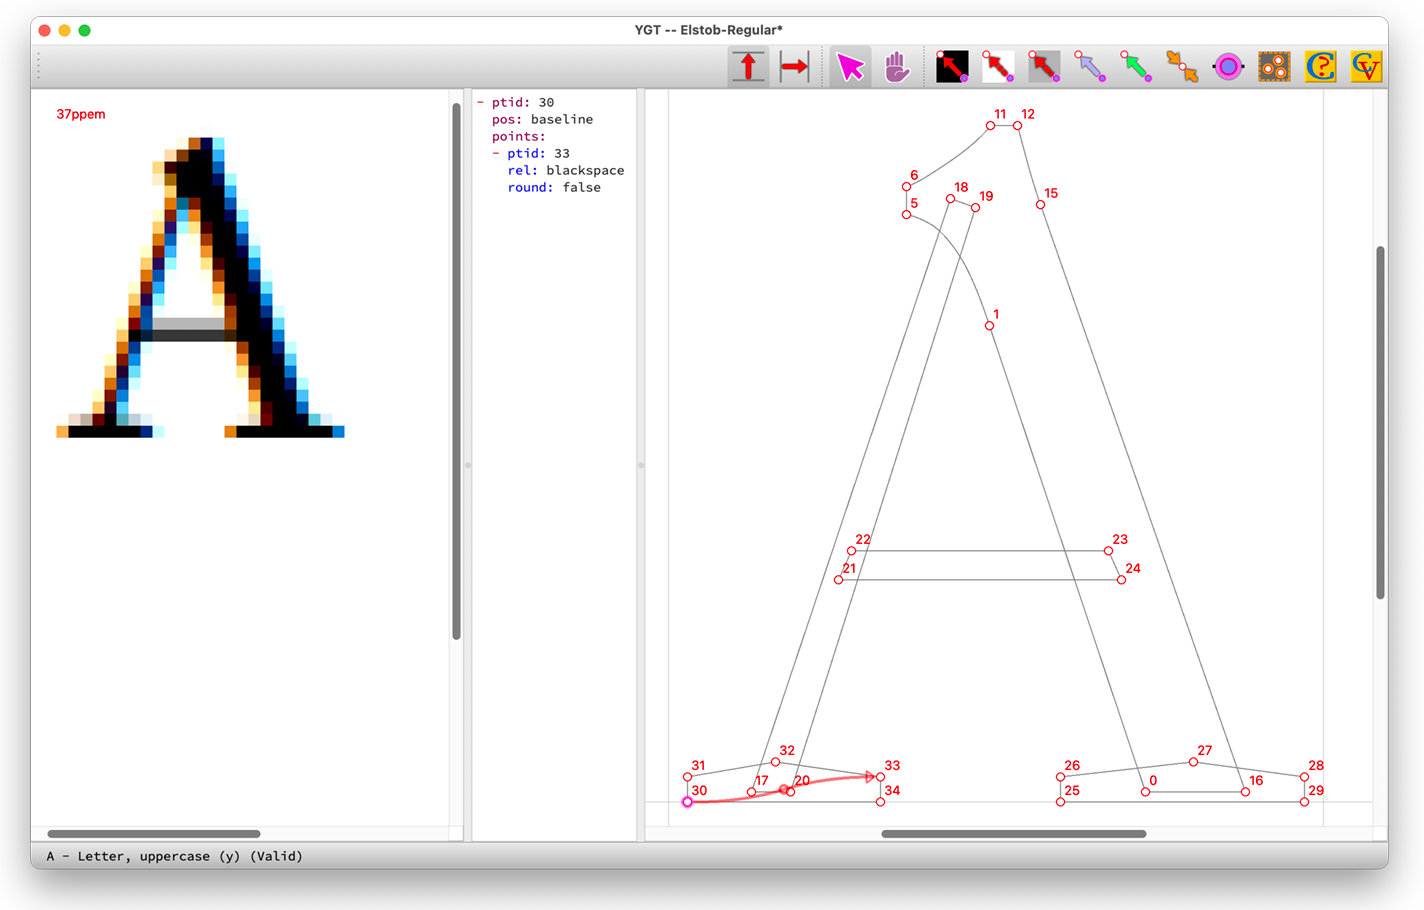 YGT -- Elstob-Regular*
C?
CV
37ppem
- ptid: 30
pos: baseline
points:
- ptid: 33
rel: blackspace
round: false
11 12
6
18 19 15
5
1
22 23
21 24
32 27
31 33 26 28
17 20 0 16
30 34 25 29
A - Letter, uppercase (y) (Valid)